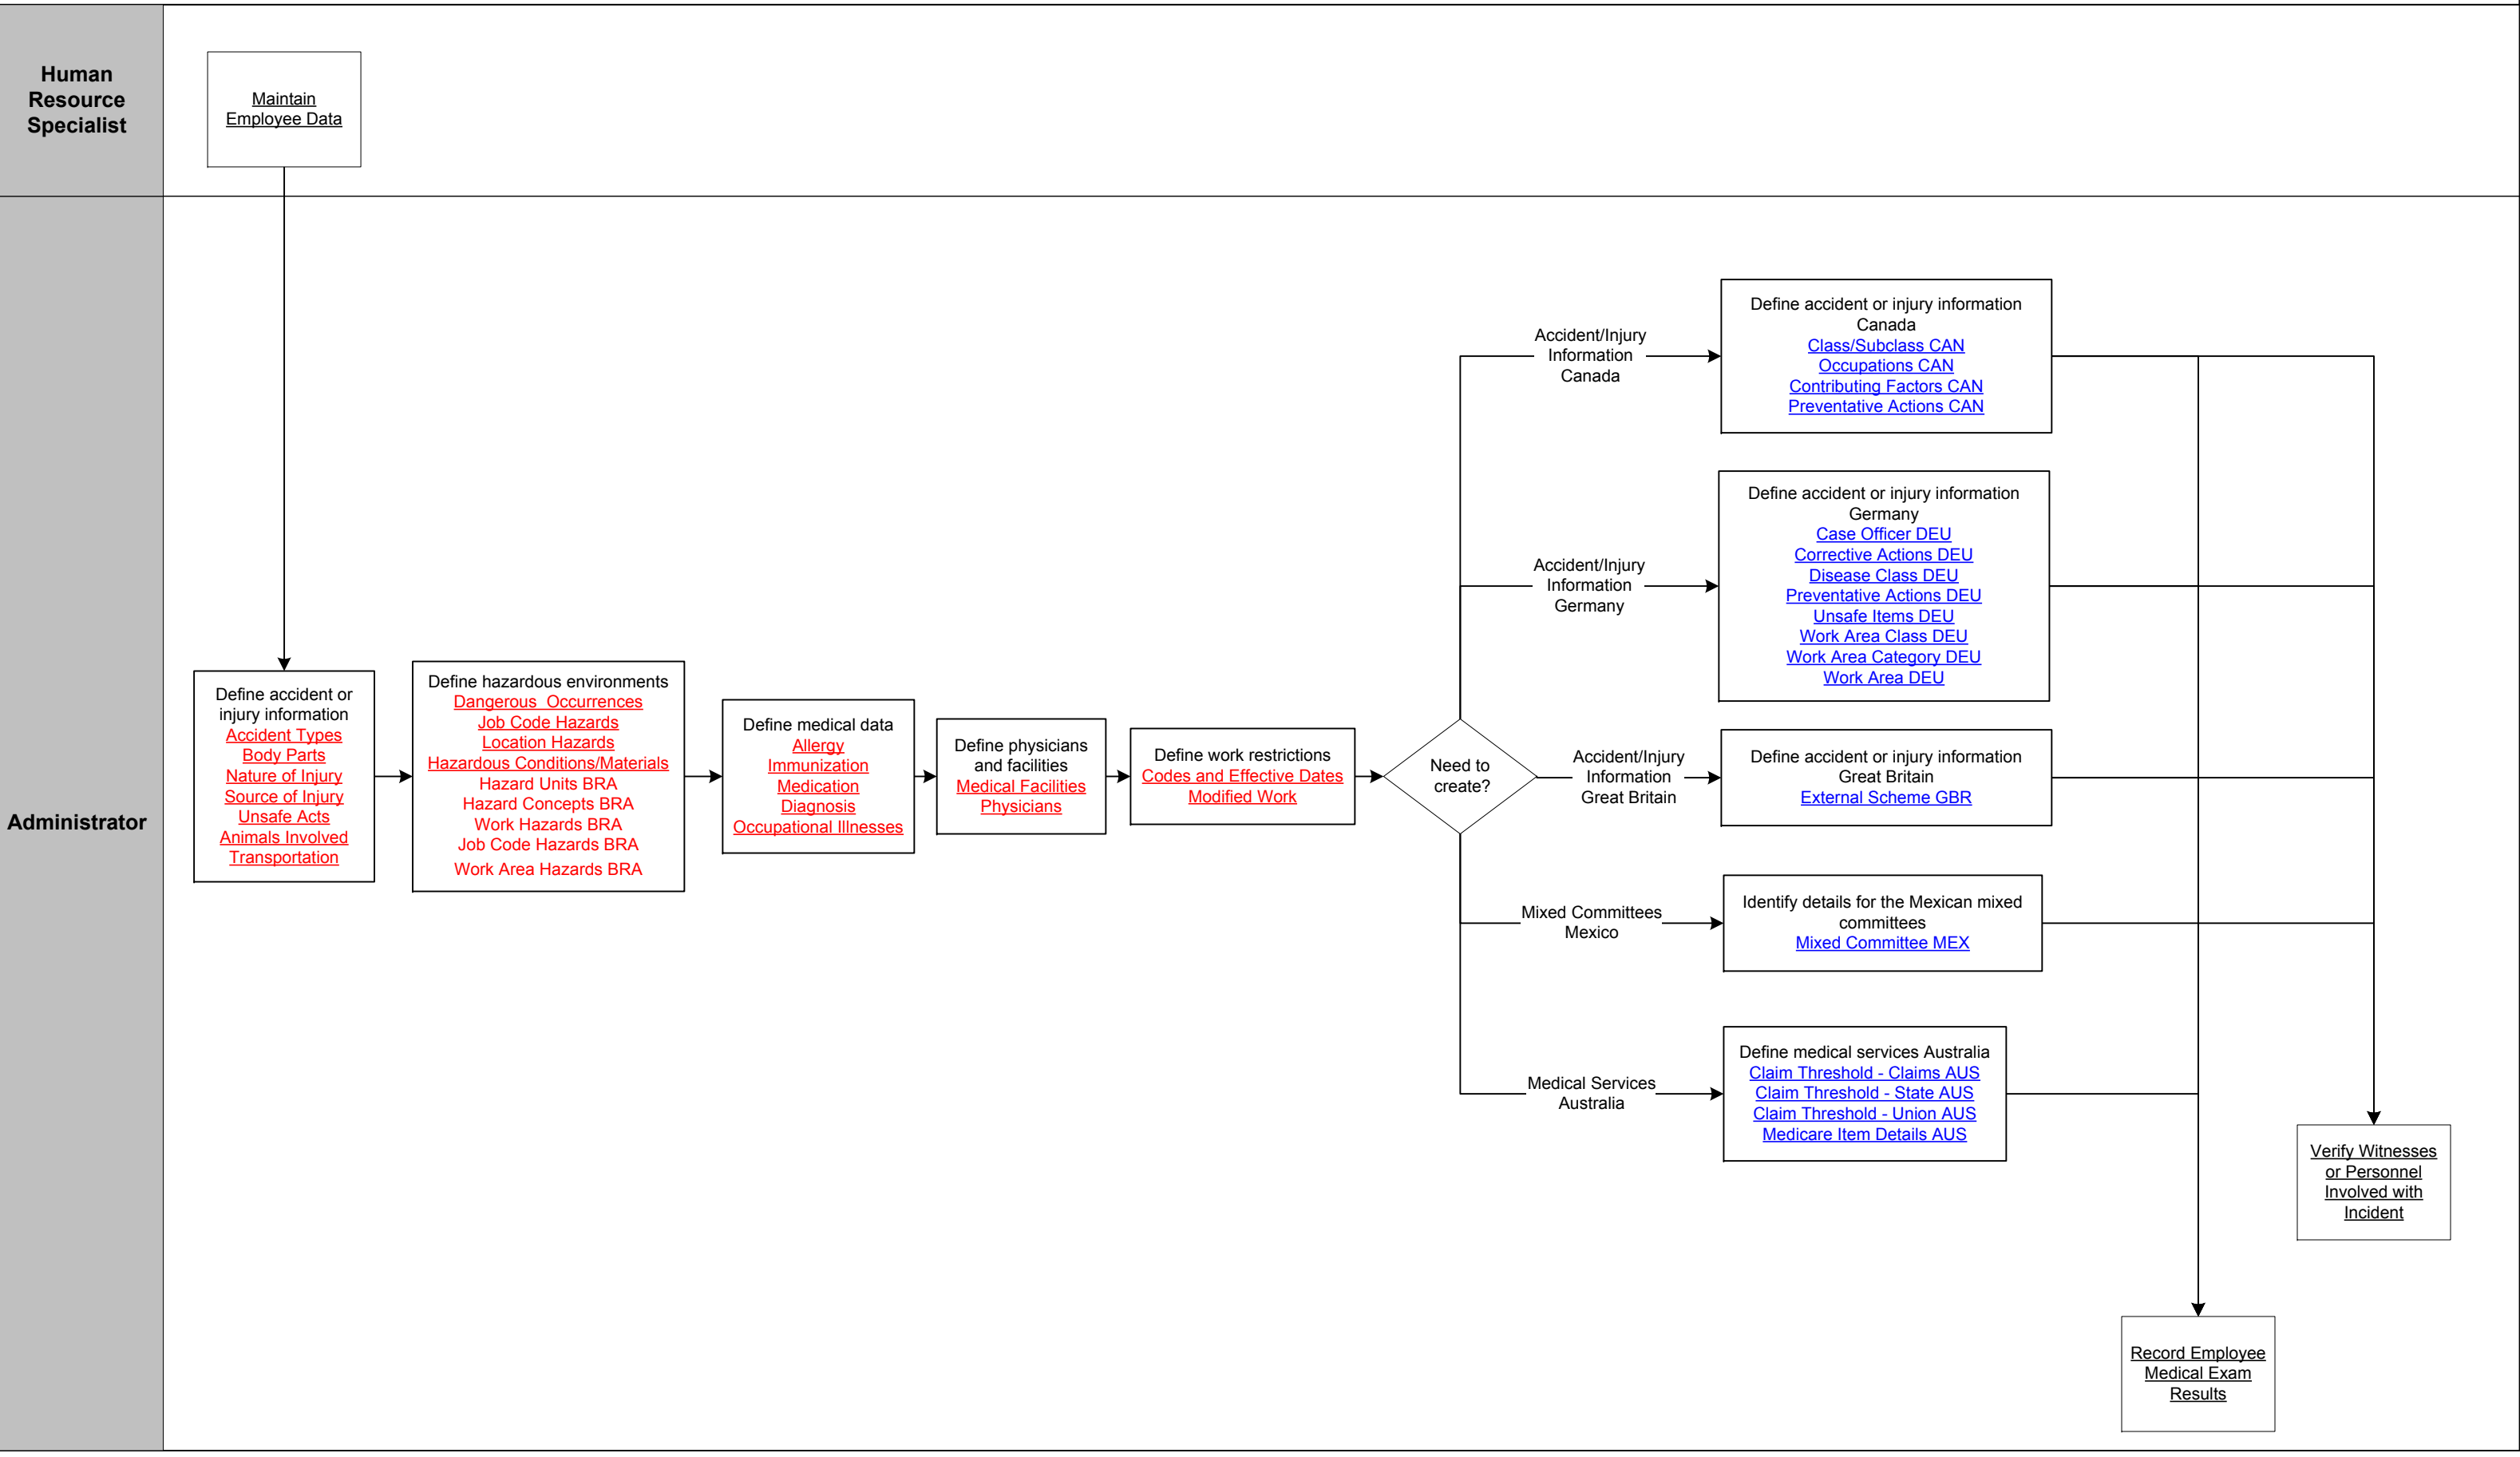 Human
Resource
Specialist
Maintain
Employee Data
Administrator
Define accident or
injury information
Accident Types
Body Parts
Nature of Injury
Source of Injury
Unsafe Acts
Animals Involved
Transportation
Define hazardous environments
Dangerous  Occurrences
Job Code Hazards
Location Hazards
Hazardous Conditions/Materials
Hazard Units BRA
Hazard Concepts BRA
Work Hazards BRA
Job Code Hazards BRA
Work Area Hazards BRA
Define medical data
Allergy
Immunization
Medication
Diagnosis
Occupational Illnesses
Define physicians
and facilities
Medical Facilities
Physicians
Define work restrictions
Codes and Effective Dates
Modified Work
Need to
create?
Accident/Injury
Information
Canada
Define accident or injury information
Canada
Class/Subclass CAN
Occupations CAN
Contributing Factors CAN
Preventative Actions CAN
Accident/Injury
Information
Germany
Define accident or injury information
Germany
Case Officer DEU
Corrective Actions DEU
Disease Class DEU
Preventative Actions DEU
Unsafe Items DEU
Work Area Class DEU
Work Area Category DEU
Work Area DEU
Accident/Injury
Information
Great Britain
Define accident or injury information
Great Britain
External Scheme GBR
Mixed Committees
Mexico
Identify details for the Mexican mixed
committees
Mixed Committee MEX
Medical Services
Australia
Define medical services Australia
Claim Threshold - Claims AUS
Claim Threshold - State AUS
Claim Threshold - Union AUS
Medicare Item Details AUS
Verify Witnesses
or Personnel
Involved with
Incident
Record Employee
Medical Exam
Results